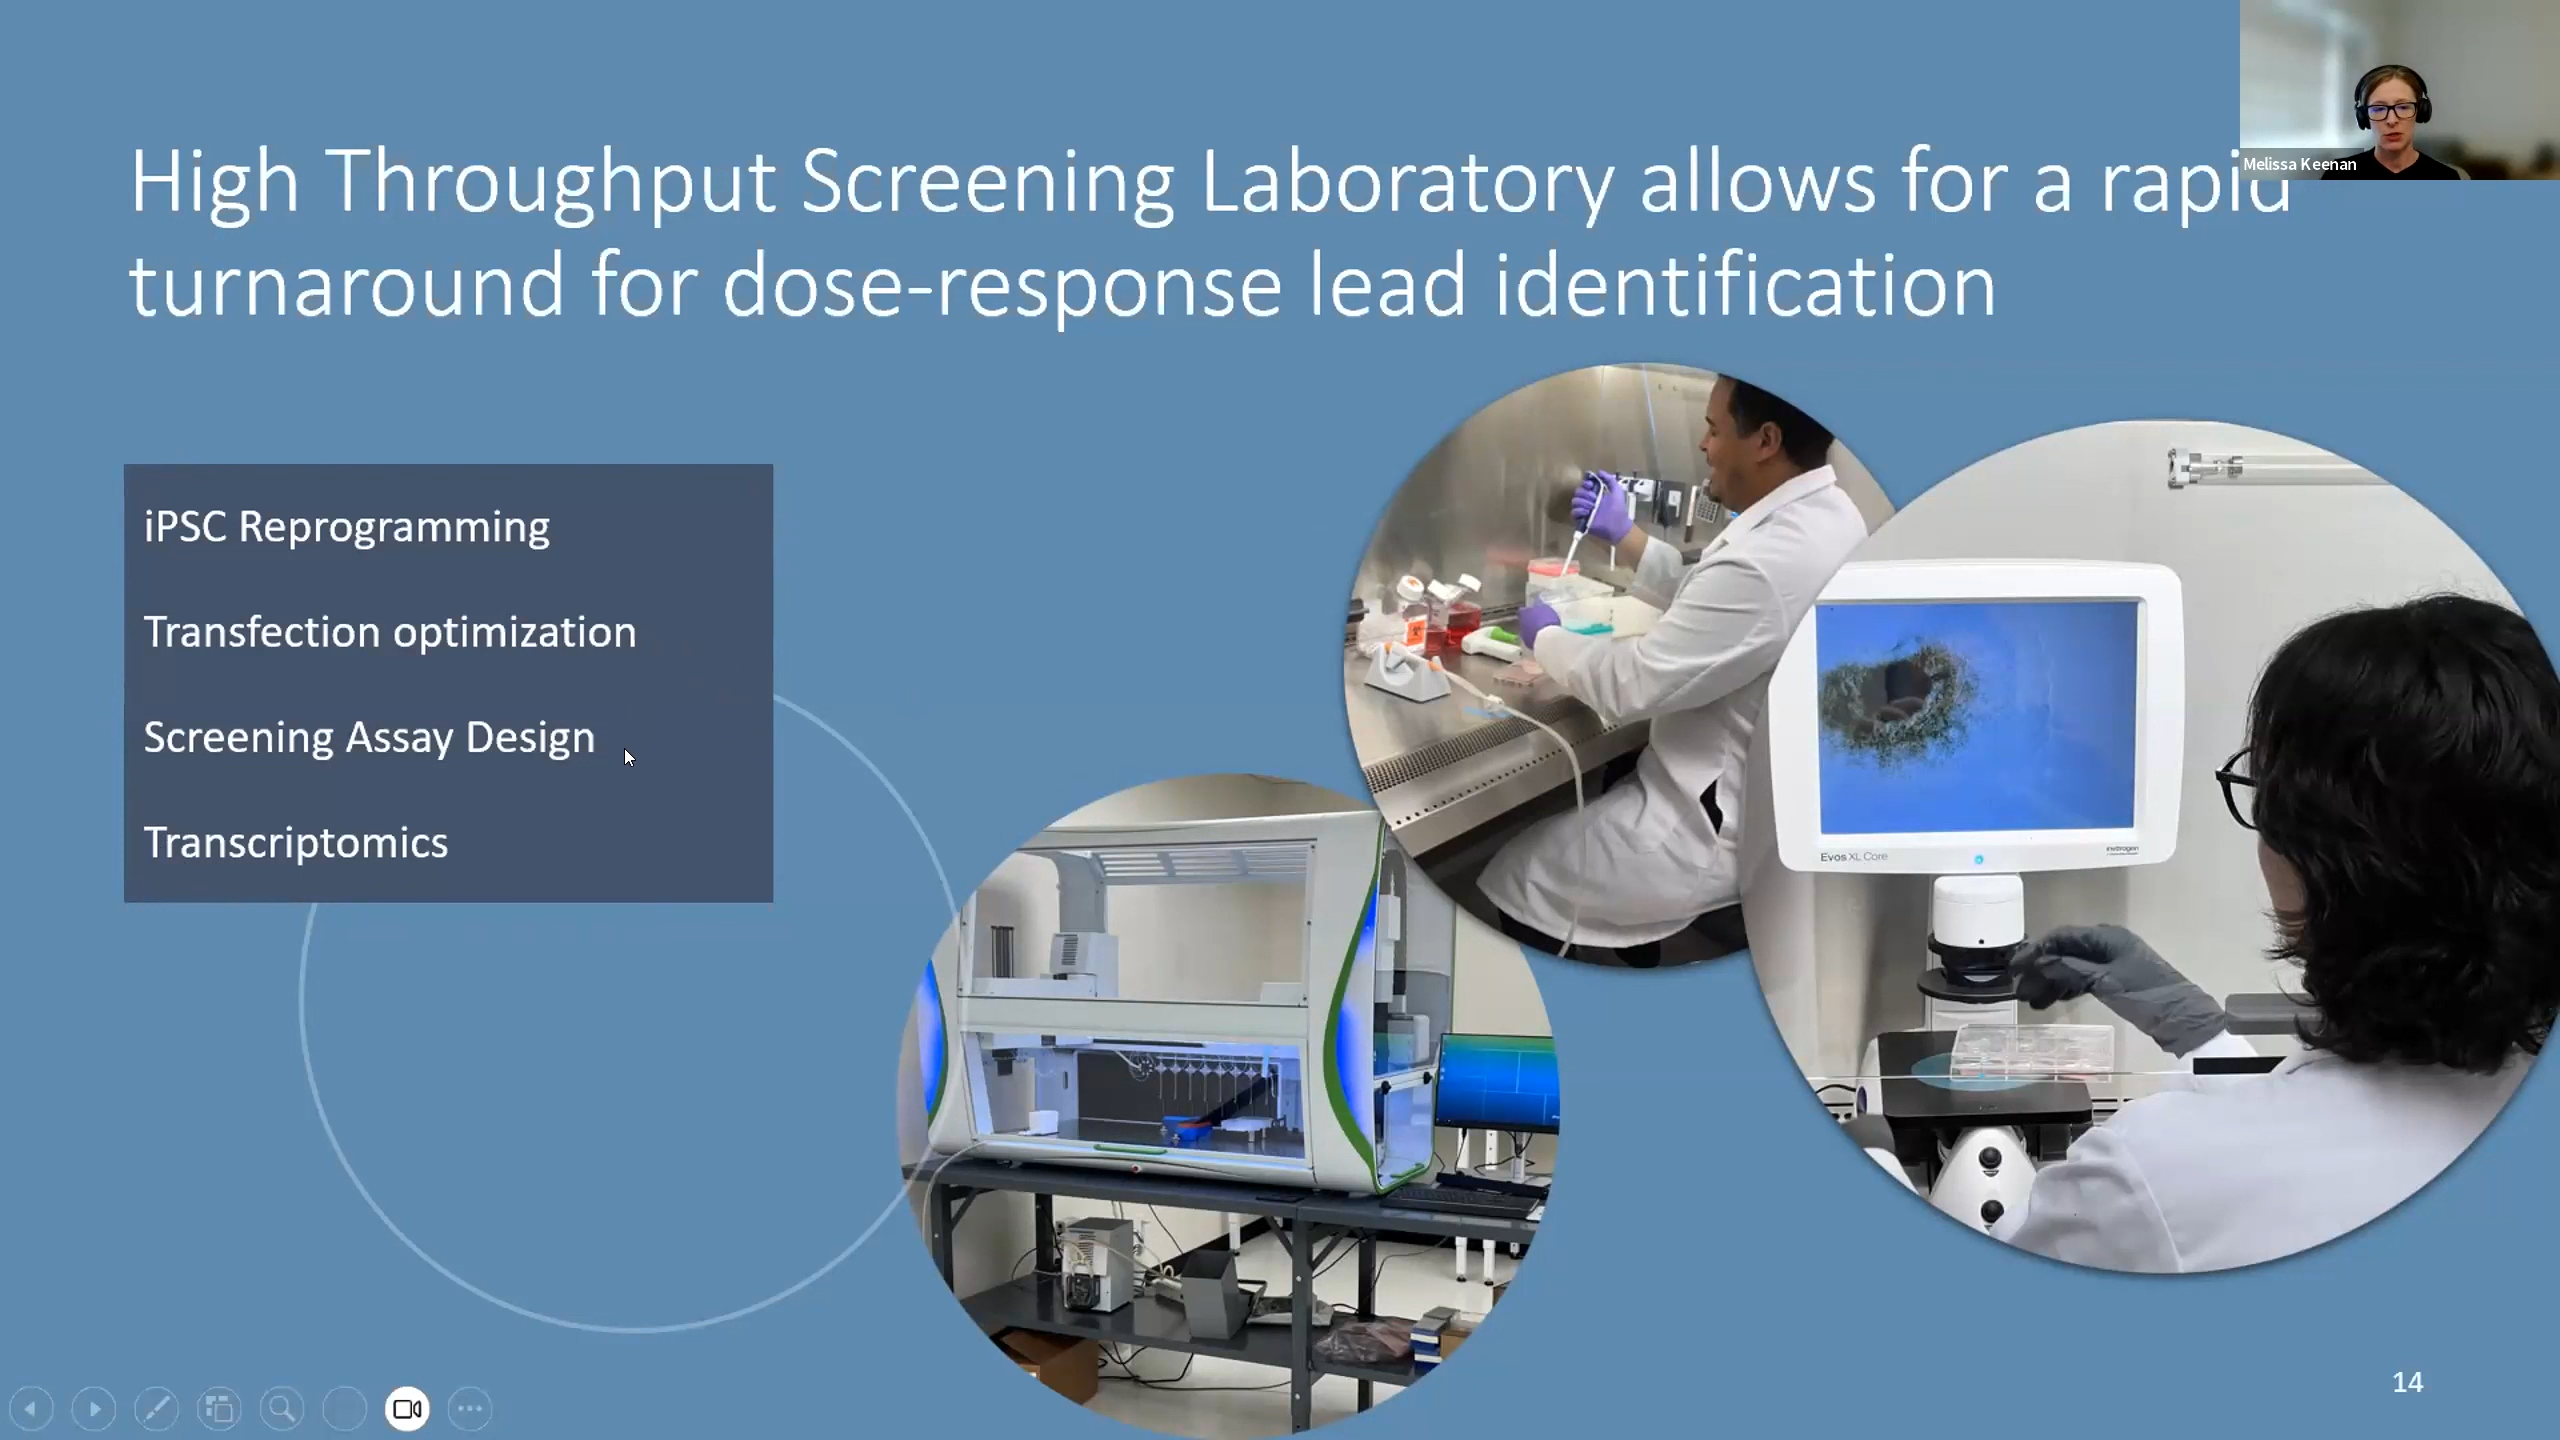 Melissa Keenan
High Throughput Screening Laboratory allows for a rapid
turnaround for dose-response lead identification
iPSC Reprogramming
Transfection optimization
Screening Assay Design
Transcriptomics
Evos XL Core
invitrogen
14